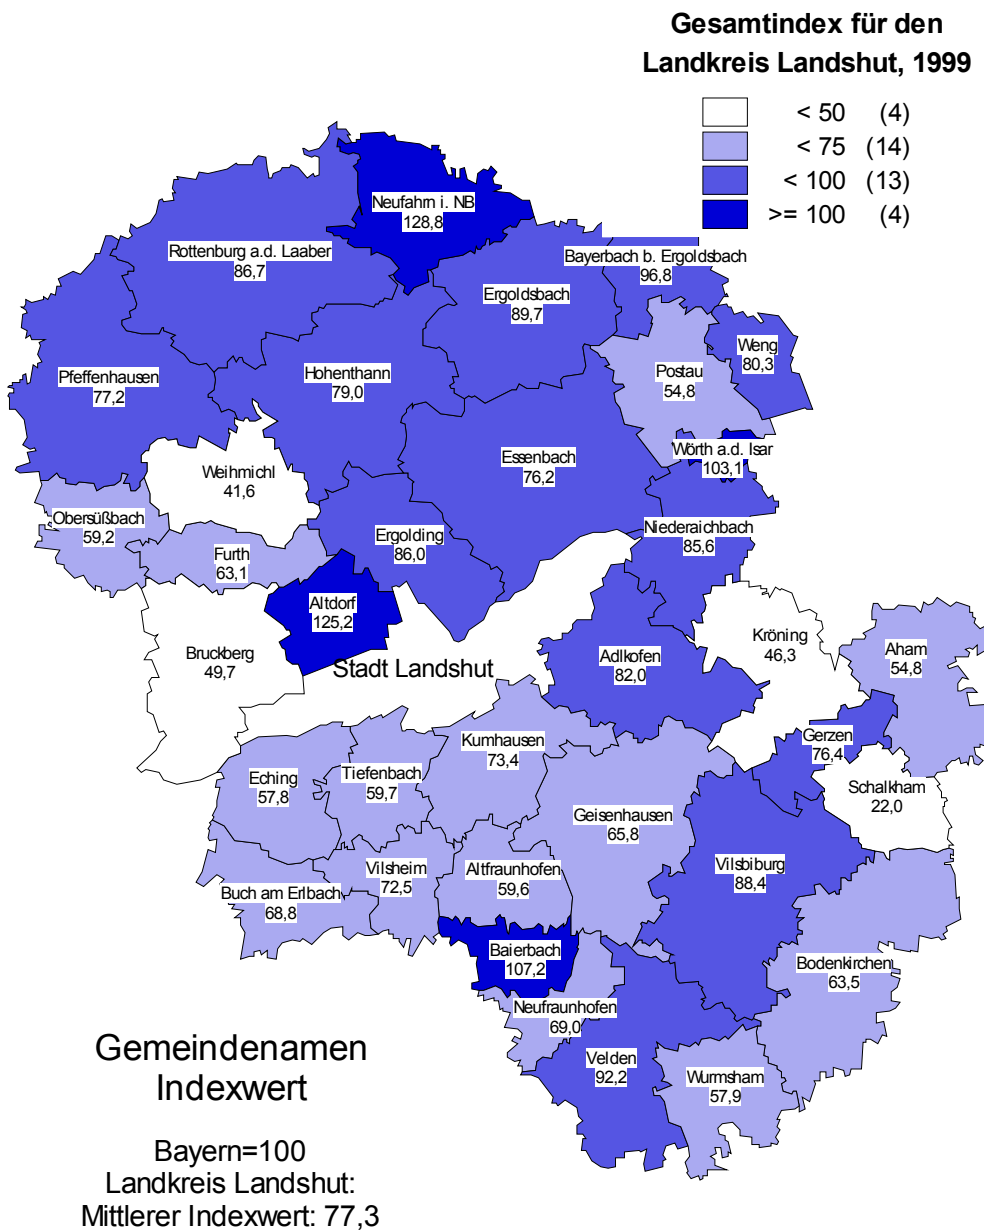 Gesamtindex für den
Landkreis Landshut, 1999
< 50 (4)
< 75 (14)
< 100 (13)
>= 100 (4)
Neufahrn i. NB
128,8
Rottenburg a.d. Laaber
86,7
Bayerbach b. Ergoldsbach
96,8
Ergoldsbach
89,7
Weng
80,3
Pfeffenhausen
77,2
Hohenthann
79,0
Postau
54,8
Wörth a.d. Isar
103,1
Essenbach
76,2
Weihmichl
41,6
Obersüßbach
59,2
Ergolding
86,0
Niederaichbach
85,6
Furth
63,1
Altdorf
125,2
Bruckberg
49,7
Stadt Landshut
Adlkofen
82,0
Kröning
46,3
Aham
54,8
Gerzen
76,4
Kumhausen
73,4
Eching
57,8
Tiefenbach
59,7
Schalkham
22,0
Geisenhausen
65,8
Vilsbiburg
88,4
Vilsheim
72,5
Altfraunhofen
59,6
Buch am Erlbach
68,8
Baierbach
107,2
Bodenkirchen
63,5
Neufraunhofen
69,0
Velden
92,2
Wurmsham
57,9
Gemeindenamen
Indexwert
Bayern=100
Landkreis Landshut:
Mittlerer Indexwert: 77,3